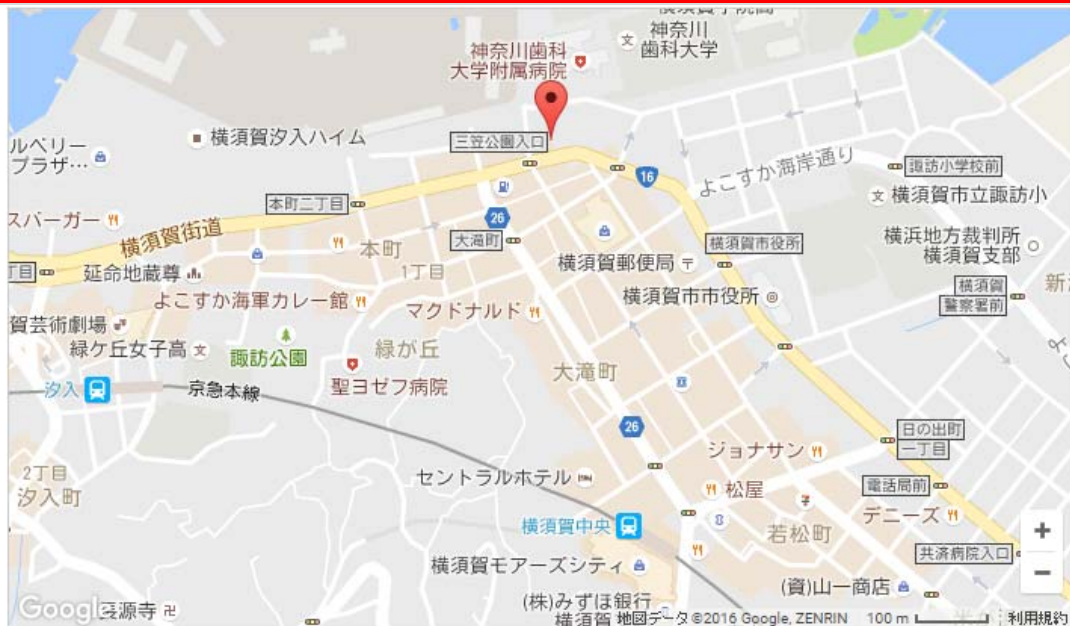 神奈川
歯科大学
神奈川歯科
大学附属病院
横須賀汐入ハイム
三笠公園入口
ルベリー
プラザ…
16
よこすか海岸通り
諏訪小学校前
横須賀市立諏訪小
本町二丁目
スバーガー
26
横須賀街道
本町
大滝町
横須賀市役所
横浜地方裁判所
横須賀支部
丁目
延命地蔵尊
1丁目
横須賀郵便局
よこすか海軍カレー館
マクドナルド
横須賀市市役所
横須賀
警察署前
賀芸術劇場
緑ケ丘女子高
諏訪公園
緑が丘
聖ヨゼフ病院
大滝町
汐入
京急本線
26
日の出町
一丁目
ジョナサン
2丁目
汐入町
セントラルホテル
松屋
電話局前
デニーズ
横須賀中央
若松町
共済病院入口
+
横須賀モアーズシティ
−
(資)山一商店
Google
長源寺
(株)みずほ銀行
横須賀
地図データ ©2016 Google, ZENRIN
100 m
利用規約